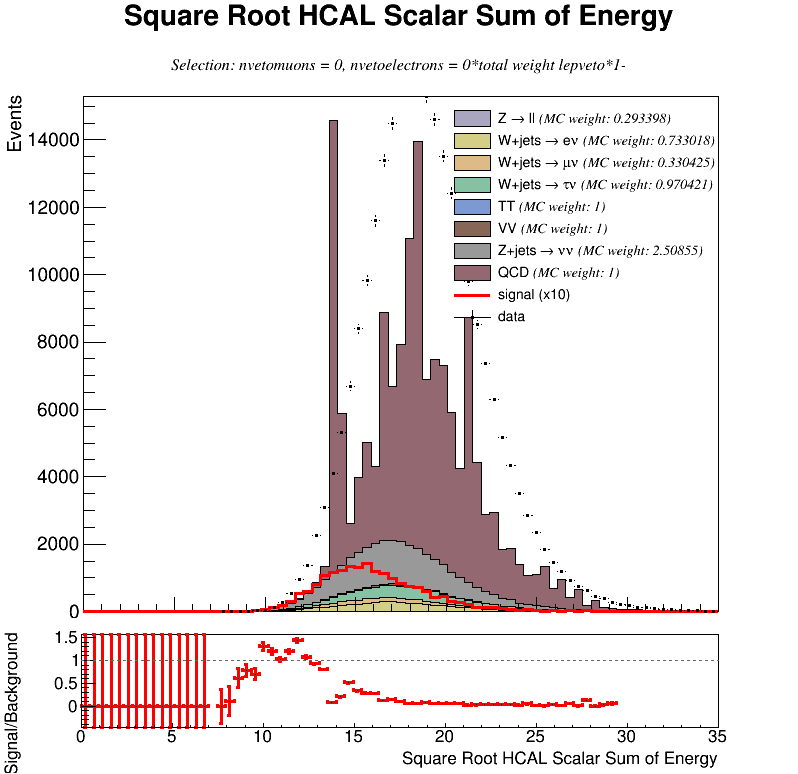 Square Root HCAL Scalar Sum of Energy
Selection: nvetomuons = 0, nvetoelectrons = 0*total weight lepveto*1-
Events
14000
12000
10000
8000
6000
4000
2000
0
Z → ll (MC weight: 0.293398)
W+jets → eν (MC weight: 0.733018)
W+jets → μν (MC weight: 0.330425)
W+jets → τν (MC weight: 0.970421)
TT (MC weight: 1)
VV (MC weight: 1)
Z+jets → νν (MC weight: 2.50855)
QCD (MC weight: 1)
signal (x10)
data
Signal/Background
1.5
1
0.5
0
0 5 10 15 20 25 30 35
Square Root HCAL Scalar Sum of Energy